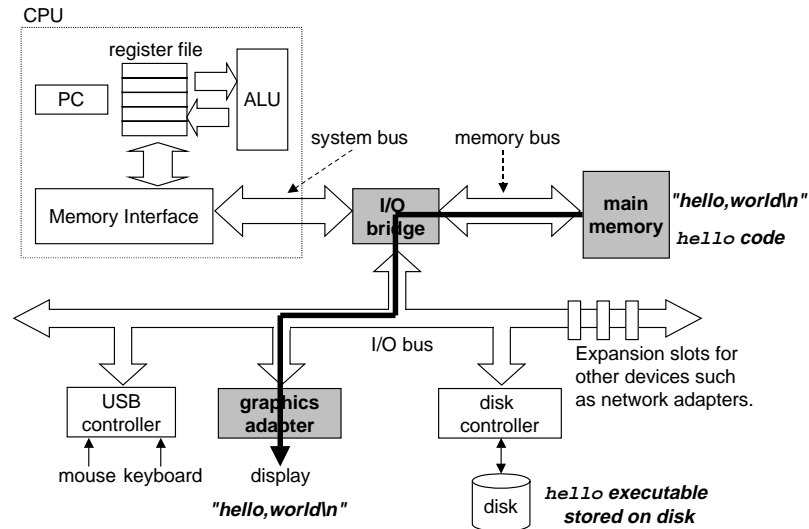 CPU
register file
PC
ALU
system bus
memory bus
Memory Interface
I/O
bridge
main
memory
"hello,world\n"
hello code
I/O bus
Expansion slots for
other devices such
as network adapters.
USB
controller
graphics
adapter
disk
controller
mouse keyboard
display
"hello,world\n"
disk
hello executable
stored on disk